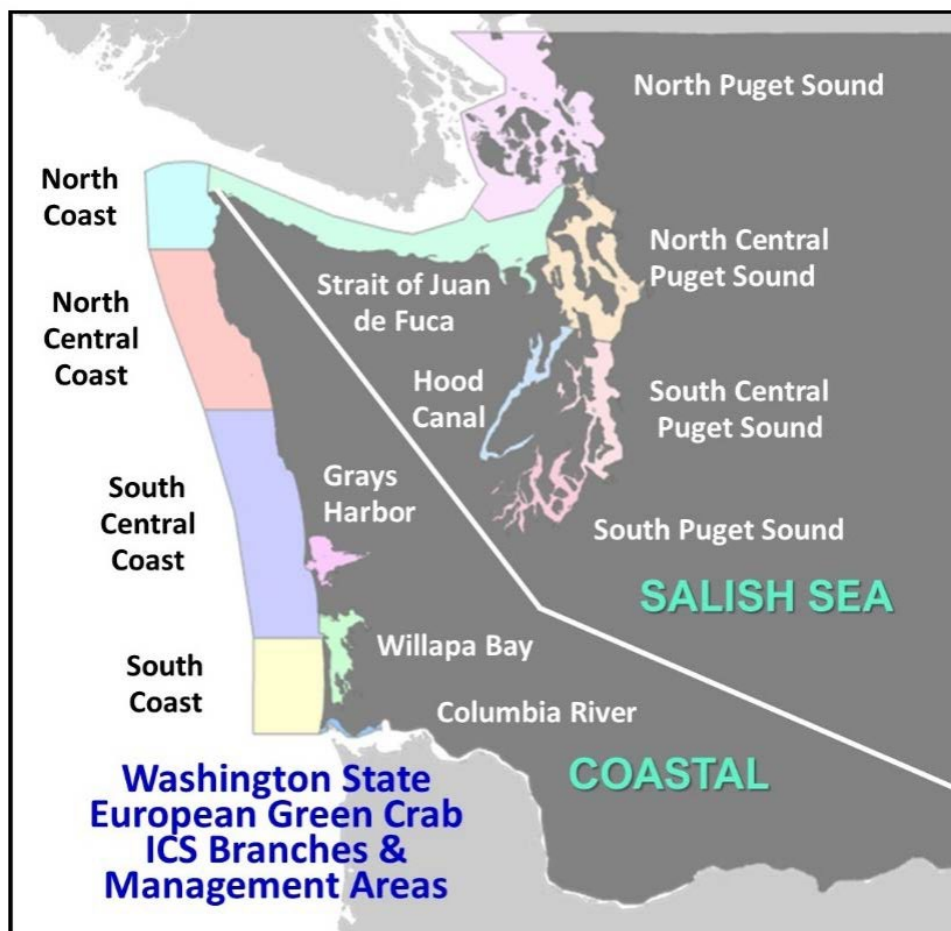 North Puget Sound
North
Coast
North Central
Puget Sound
Strait of Juan
de Fuca
North
Central
Coast
Hood
Canal
South Central
Puget Sound
Grays
Harbor
South
Central
Coast
South Puget Sound
SALISH SEA
Willapa Bay
South
Coast
Columbia River
COASTAL
Washington State
European Green Crab
ICS Branches &
Management Areas